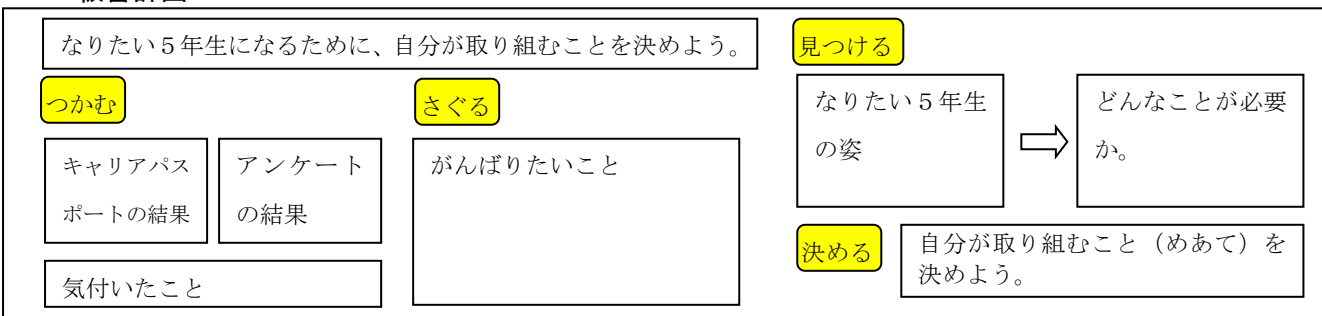 なりたい５年生になるために、自分が取り組むことを決めよう。
つかむ
キャリアパス
ポートの結果
アンケート
の結果
気付いたこと
さぐる
がんばりたいこと
見つける
なりたい５年生
の姿
どんなことが必要
か。
決める
自分が取り組むこと（めあて）を
決めよう。